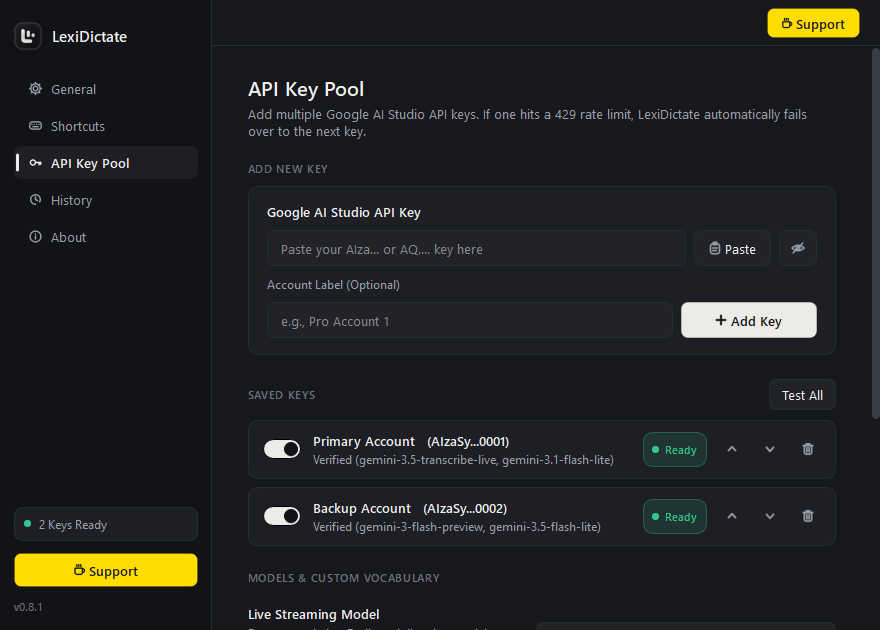 LexiDictate
General
Shortcuts
API Key Pool
History
About
2 Keys Ready
Support
v0.8.1
Support
API Key Pool
Add multiple Google AI Studio API keys. If one hits a 429 rate limit, LexiDictate automatically fails
over to the next key.
ADD NEW KEY
Google AI Studio API Key
Paste your AIza... or AQ.... key here
Paste
Account Label (Optional)
e.g., Pro Account 1
Add Key
SAVED KEYS
Test All
Primary Account (AIzaSy...0001)
Verified (gemini-3.5-transcribe-live, gemini-3.1-flash-lite)
Ready
Backup Account (AIzaSy...0002)
Verified (gemini-3-flash-preview, gemini-3.5-flash-lite)
Ready
MODELS & CUSTOM VOCABULARY
Live Streaming Model